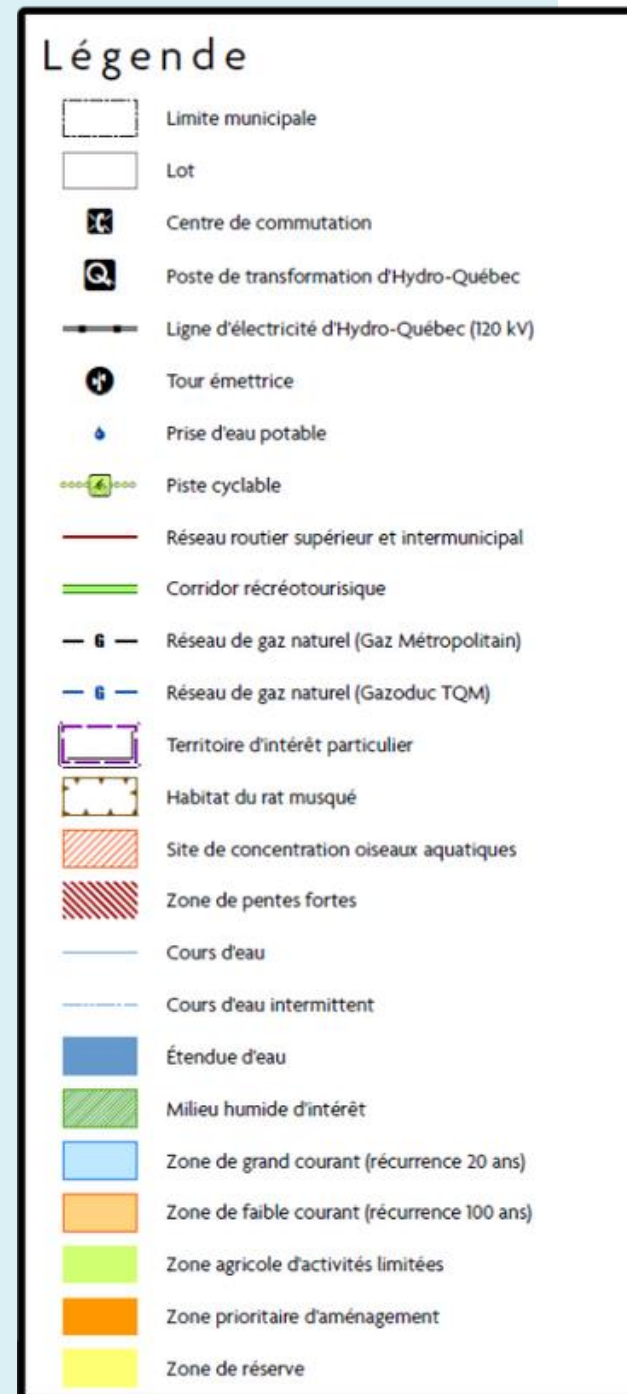 Légende
Limite municipale
Lot
Centre de commutation
Poste de transformation d'Hydro-Québec
Ligne d'électricité d'Hydro-Québec (120 kV)
Tour émettrice
Prise d'eau potable
Piste cyclable
Réseau routier supérieur et intermunicipal
Corridor récréotourisique
G Réseau de gaz naturel (Gaz Métropolitain)
G Réseau de gaz naturel (Gazoduc TQM)
Territoire d'intérêt particulier
Habitat du rat musqué
Site de concentration oiseaux aquatiques
Zone de pentes fortes
Cours d'eau
Cours d'eau intermittent
Étendue d'eau
Milieu humide d'intérêt
Zone de grand courant (récurrence 20 ans)
Zone de faible courant (récurrence 100 ans)
Zone agricole d'activités limitées
Zone prioritaire d'aménagement
Zone de réserve